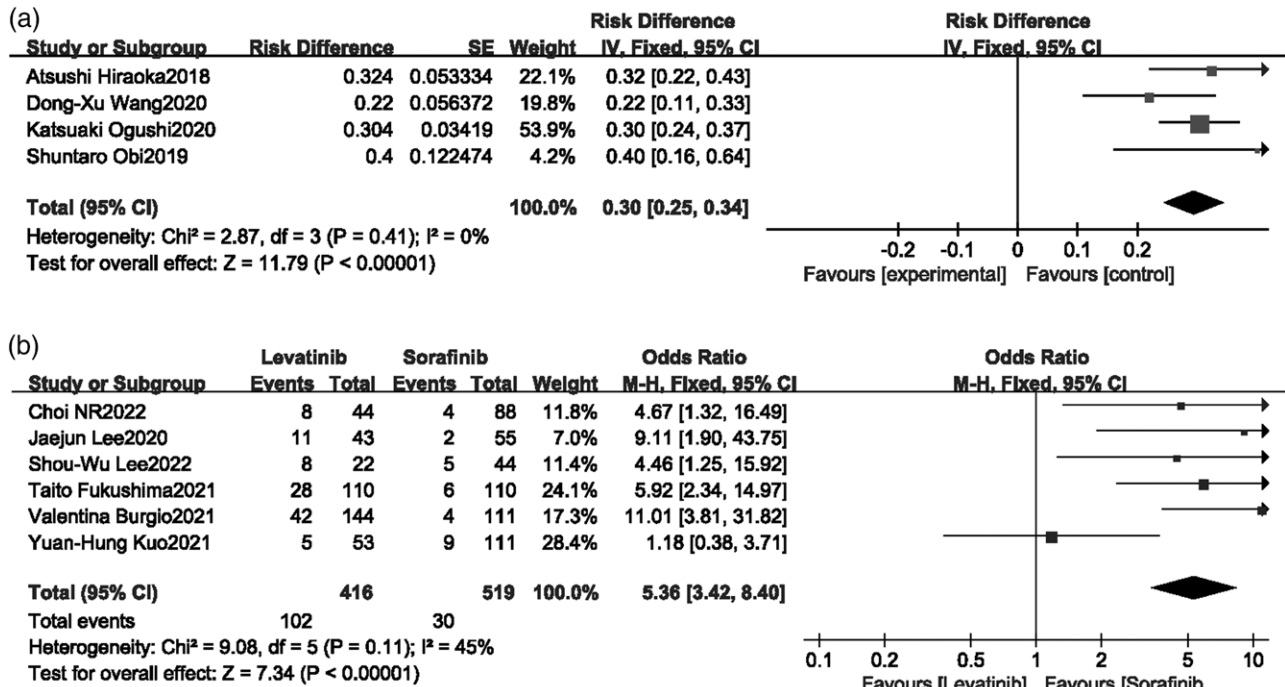 (a)
Risk Difference Risk Difference
Study or Subgroup Risk Difference SE Weight IV, Fixed, 95% CI IV, Fixed, 95% CI
Atsushi Hiraoka2018 0.324 0.053334 22.1% 0.32 [0.22, 0.43]
Dong-Xu Wang2020 0.22 0.056372 19.8% 0.22 [0.11, 0.33]
Katsuaki Ogushi2020 0.304 0.03419 53.9% 0.30 [0.24, 0.37]
Shuntaro Obi2019 0.4 0.122474 4.2% 0.40 [0.16, 0.64]
Total (95% CI) 100.0% 0.30 [0.25, 0.34]
Heterogeneity: Chi² = 2.87, df = 3 (P = 0.41); I² = 0%
Test for overall effect: Z = 11.79 (P < 0.00001)
-0.2 -0.1 0 0.1 0.2
Favours [experimental] Favours [control]
(b)
Levatinib Sorafinib Odds Ratio Odds Ratio
Study or Subgroup Events Total Events Total Weight M-H, Fixed, 95% CI M-H, Fixed, 95% CI
Choi NR2022 8 44 4 88 11.8% 4.67 [1.32, 16.49]
Jaejun Lee2020 11 43 2 55 7.0% 9.11 [1.90, 43.75]
Shou-Wu Lee2022 8 22 5 44 11.4% 4.46 [1.25, 15.92]
Taito Fukushima2021 28 110 6 110 24.1% 5.92 [2.34, 14.97]
Valentina Burgio2021 42 144 4 111 17.3% 11.01 [3.81, 31.82]
Yuan-Hung Kuo2021 5 53 9 111 28.4% 1.18 [0.38, 3.71]
Total (95% CI) 416 519 100.0% 5.36 [3.42, 8.40]
Total events 102 30
Heterogeneity: Chi² = 9.08, df = 5 (P = 0.11); I² = 45%
Test for overall effect: Z = 7.34 (P < 0.00001)
0.1 0.2 0.5 1 2 5 10
Favours [Levatinib] Favours [Sorafinib